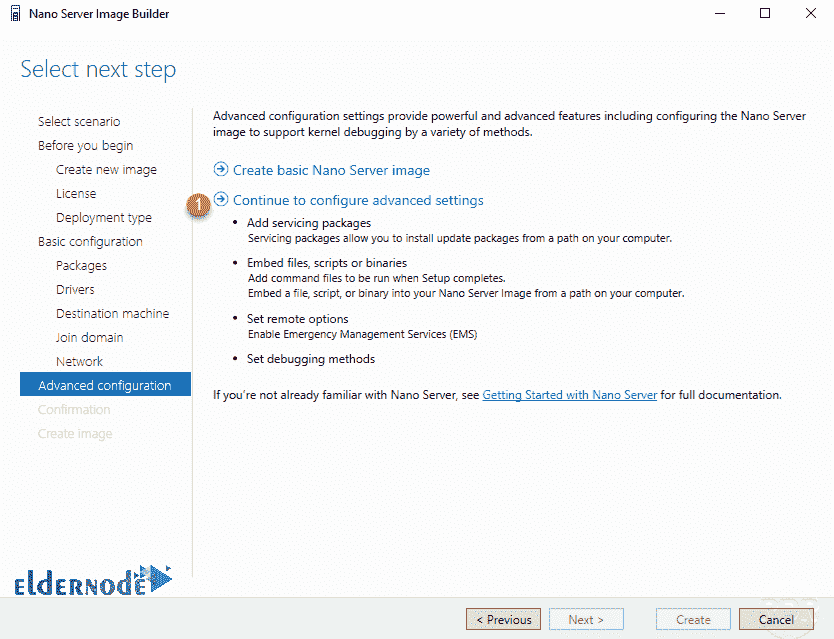 Nano Server Image Builder
Select next step
Select scenario
Before you begin
Create new image
License
Deployment type
Basic configuration
Packages
Drivers
Destination machine
Join domain
Network
Advanced configuration
Confirmation
Create image
Advanced configuration settings provide powerful and advanced features including configuring the Nano Server
image to support kernel debugging by a variety of methods.
Create basic Nano Server image
1
Continue to configure advanced settings
• Add servicing packages
Servicing packages allow you to install update packages from a path on your computer.
• Embed files, scripts or binaries
Add command files to be run when Setup completes.
Embed a file, script, or binary into your Nano Server Image from a path on your computer.
• Set remote options
Enable Emergency Management Services (EMS)
• Set debugging methods
If you're not already familiar with Nano Server, see Getting Started with Nano Server for full documentation.
eldernode
< Previous
Next >
Create
Cancel